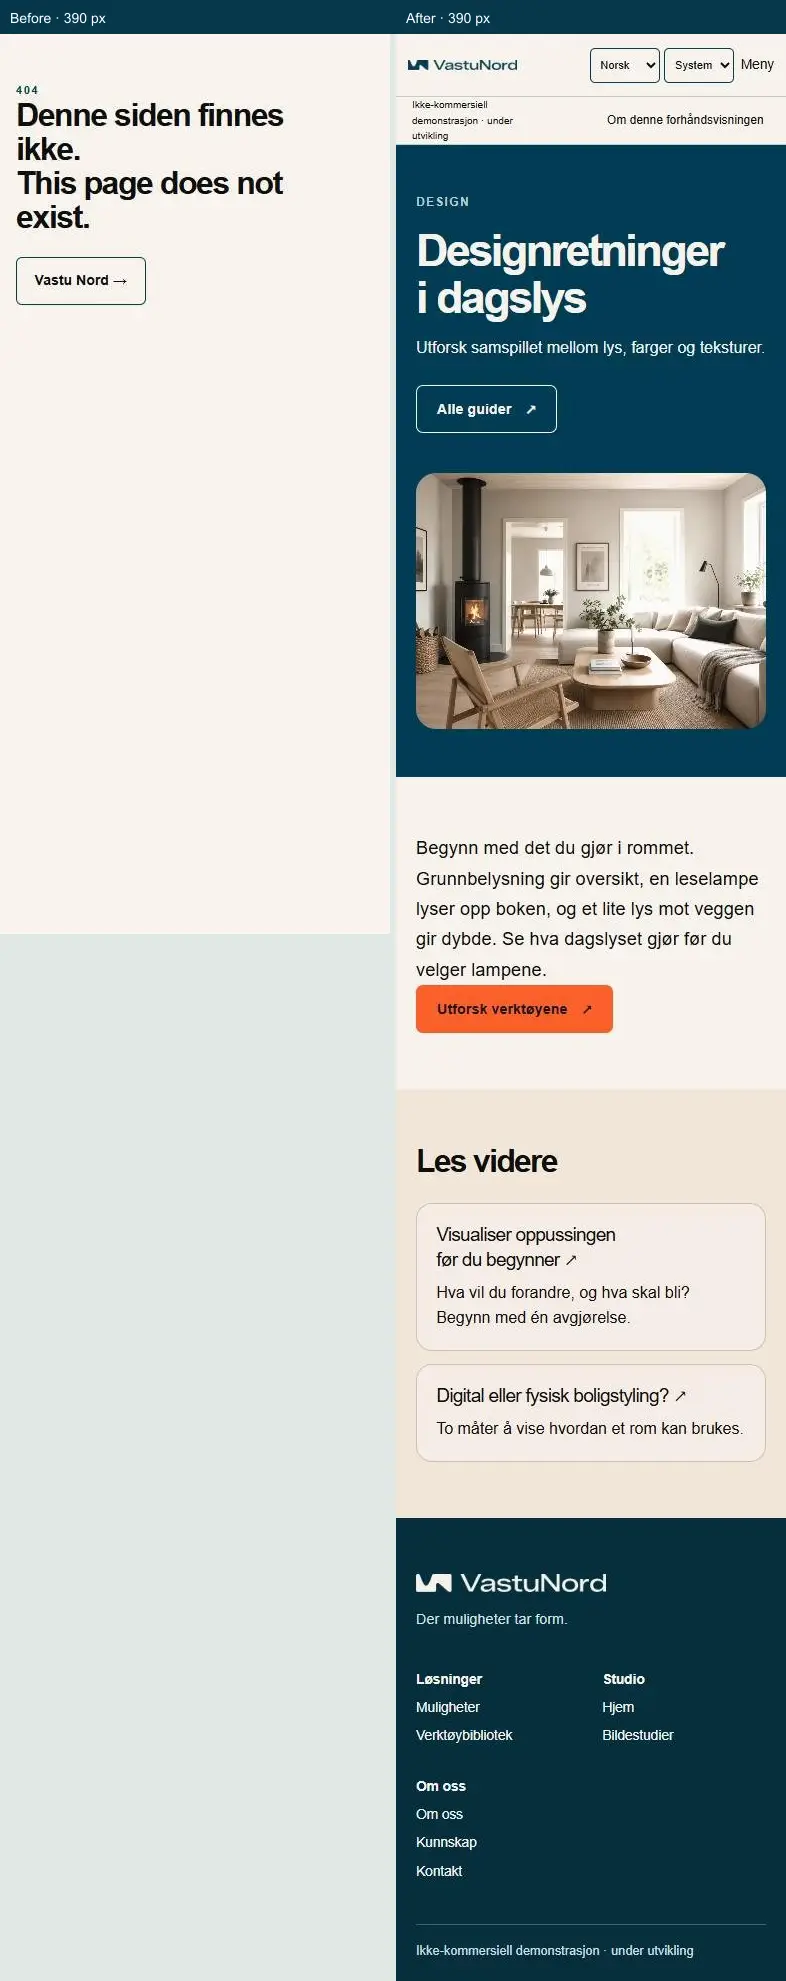 Before · 390 px
404
Denne siden finnes
ikke.
This page does not
exist.
Vastu Nord →
After · 390 px
VastuNord
Norsk
System
Meny
Ikke-kommersiell
demonstrasjon · under
utvikling
Om denne forhåndsvisningen
DESIGN
Designretninger
i dagslys
Utforsk samspillet mellom lys, farger og teksturer.
Alle guider ↗
Begynn med det du gjør i rommet.
Grunnbelysning gir oversikt, en leselampe
lyser opp boken, og et lite lys mot veggen
gir dybde. Se hva dagslyset gjør før du
velger lampene.
Utforsk verktøyene ↗
Les videre
Visualiser oppussingen
før du begynner ↗
Hva vil du forandre, og hva skal bli?
Begynn med én avgjørelse.
Digital eller fysisk boligstyling? ↗
To måter å vise hvordan et rom kan brukes.
VastuNord
Der muligheter tar form.
Løsninger
Muligheter
Verktøybibliotek
Studio
Hjem
Bildestudier
Om oss
Om oss
Kunnskap
Kontakt
Ikke-kommersiell demonstrasjon · under utvikling